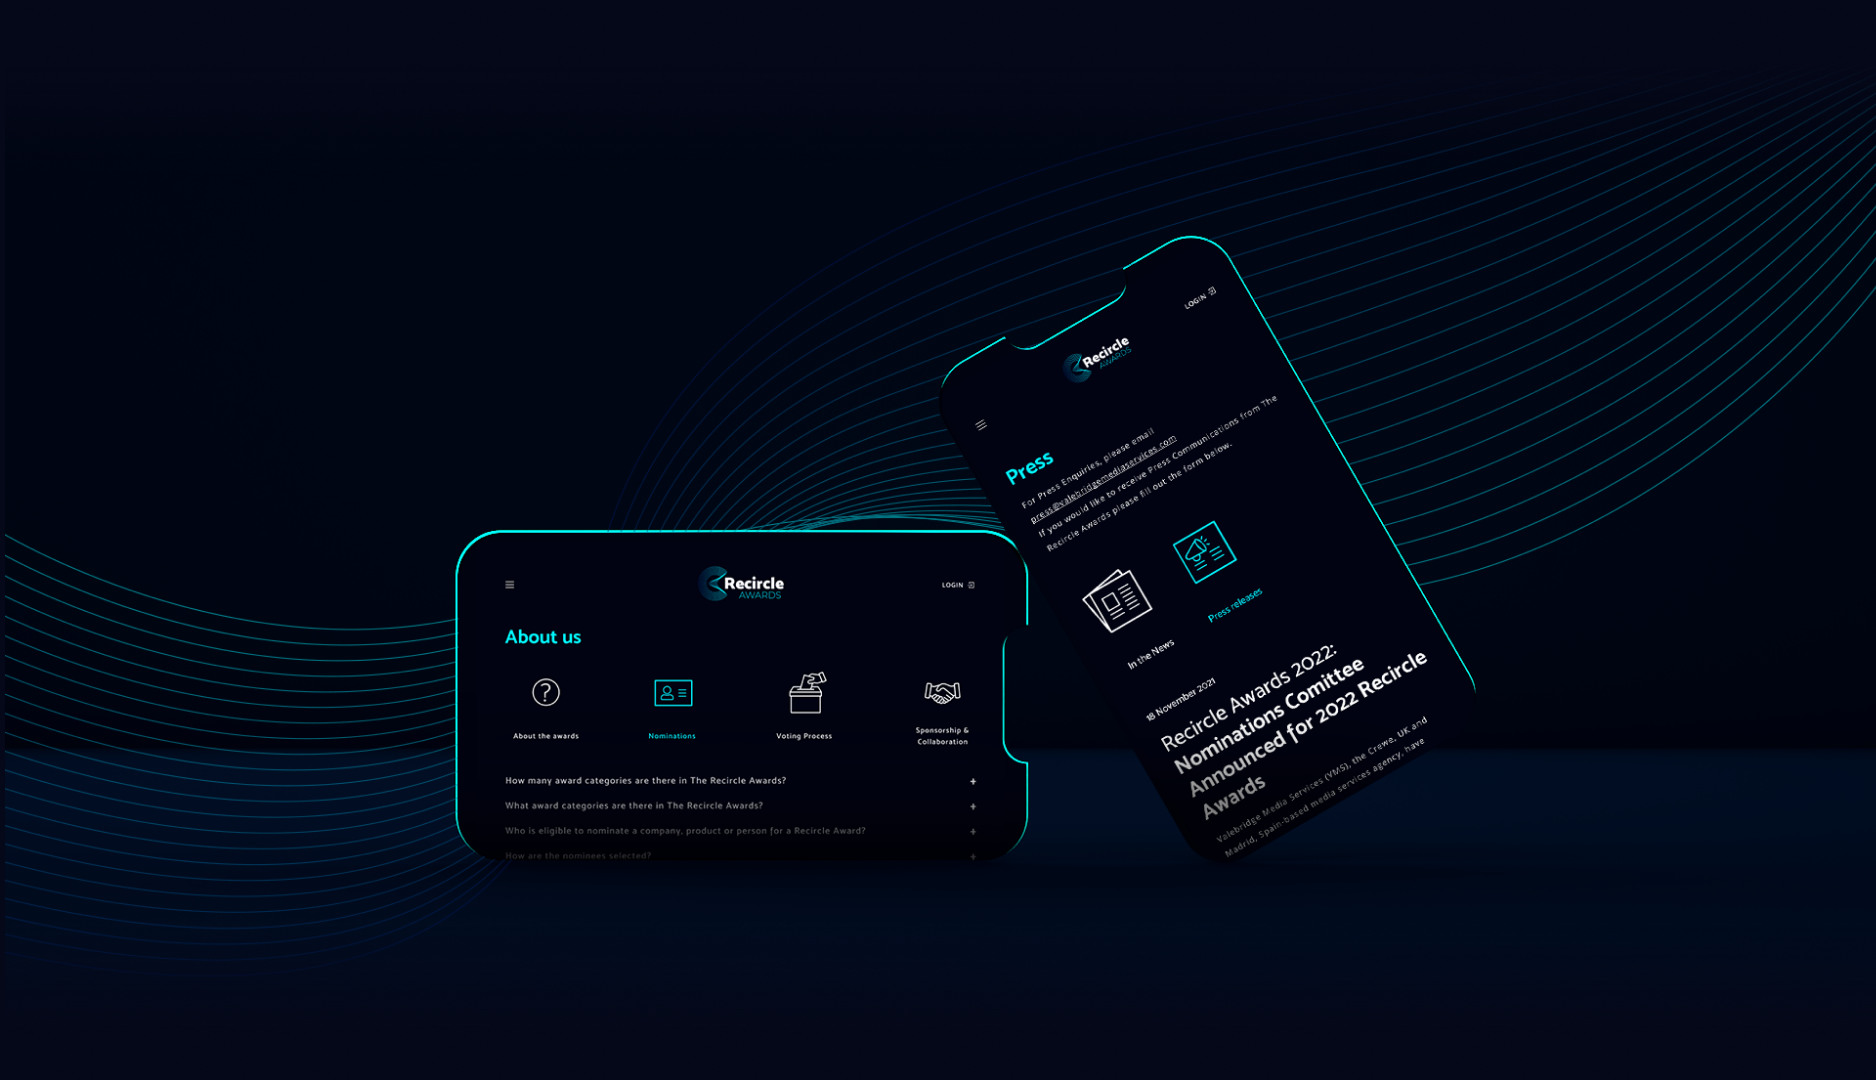 Recircle
AWARDS
LOGIN
About us
About the awards
Nominations
Voting Process
Sponsorship &
Collaboration
How many award categories are there in The Recircle Awards?
What award categories are there in The Recircle Awards?
Who is eligible to nominate a company, product or person for a Recircle Award?
How are the nominees selected?
LOGIN
Recircle
AWARDS
Press
For Press Enquiries, please email
press@valebridgemediaservices.com
If you would like to receive Press Communications from The
Recircle Awards please fill out the form below.
In the News
Press releases
18 November 2021
Recircle Awards 2022:
Nominations Comittee
Announced for 2022 Recircle
Awards
Valebridge Media Services (VMS), the Crewe, UK and
Madrid, Spain-based media services agency, have